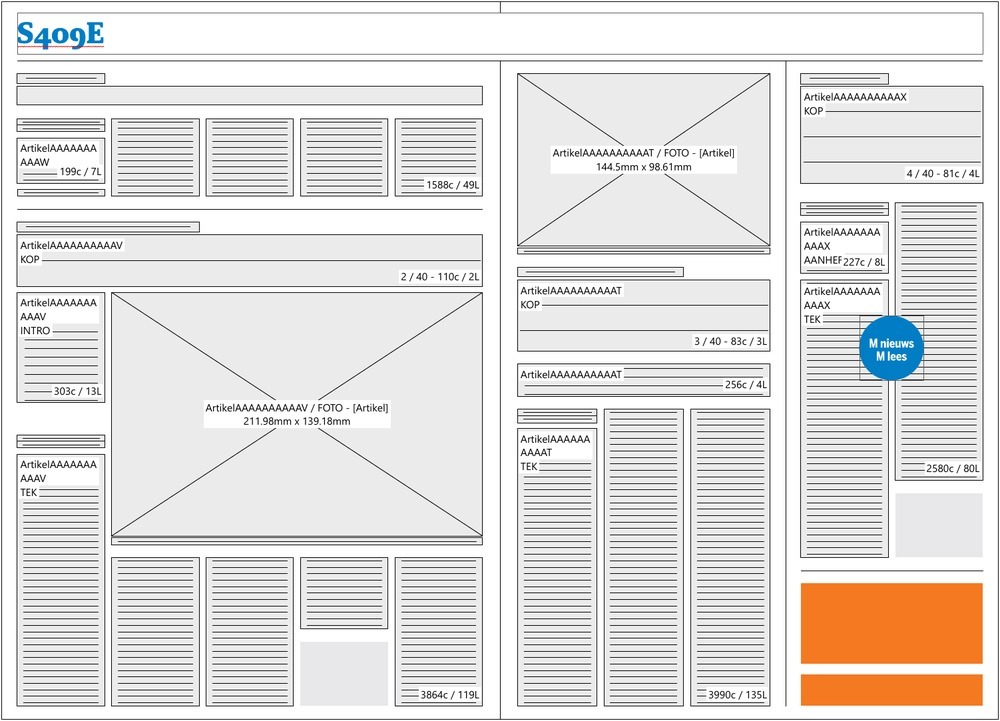 S409E
ArtikelAAAAAAA
AAAW
199c / 7L
1588c / 49L
ArtikelAAAAAAAAAAV
KOP
2 / 40 - 110c / 2L
ArtikelAAAAAAA
AAAV
INTRO
303c / 13L
ArtikelAAAAAAAAAAV / FOTO - [Artikel]
211.98mm x 139.18mm
ArtikelAAAAAAA
AAAV
TEK
3864c / 119L
ArtikelAAAAAAAAAAT / FOTO - [Artikel]
144.5mm x 98.61mm
ArtikelAAAAAAAAAAT
KOP
3 / 40 - 83c / 3L
ArtikelAAAAAAAAAAT
256c / 4L
ArtikelAAAAAA
AAAAT
TEK
3990c / 135L
ArtikelAAAAAAAAAAX
KOP
4 / 40 - 81c / 4L
ArtikelAAAAAAA
AAAX
AANHEF
227c / 8L
ArtikelAAAAAAA
AAAX
TEK
M nieuws
M lees
2580c / 80L